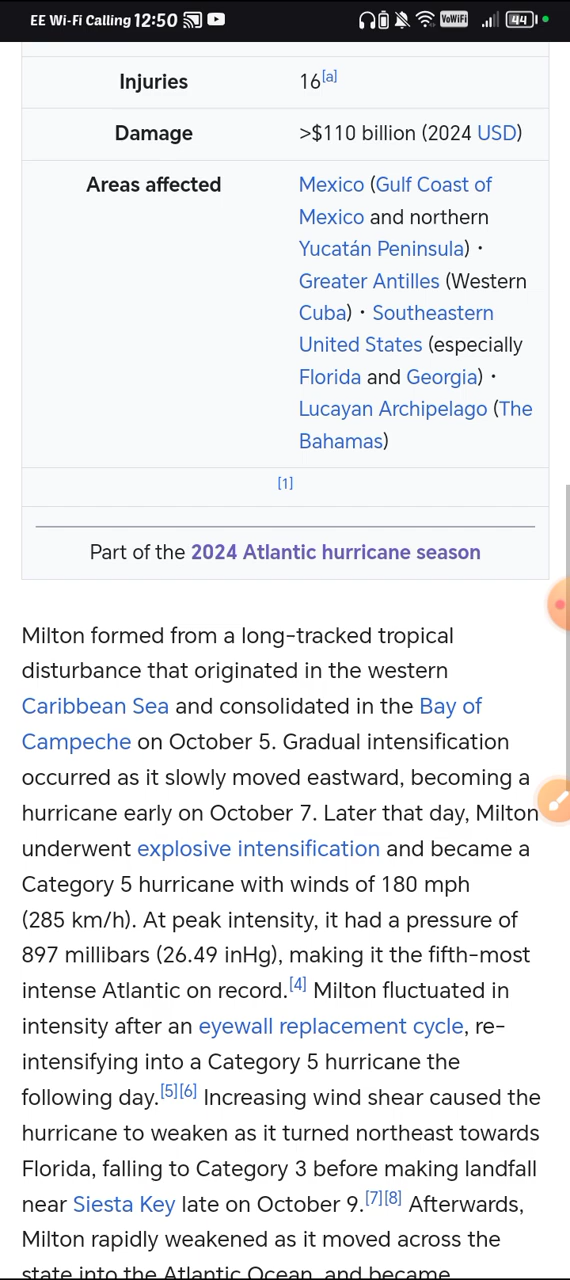 EE Wi-Fi Calling 12:50 VoWiFi 44
Injuries 16[a]
Damage >$110 billion (2024 USD)
Areas affected Mexico (Gulf Coast of
Mexico and northern
Yucatán Peninsula) ·
Greater Antilles (Western
Cuba) · Southeastern
United States (especially
Florida and Georgia) ·
Lucayan Archipelago (The
Bahamas)
[1]
Part of the 2024 Atlantic hurricane season
Milton formed from a long-tracked tropical
disturbance that originated in the western
Caribbean Sea and consolidated in the Bay of
Campeche on October 5. Gradual intensification
occurred as it slowly moved eastward, becoming a
hurricane early on October 7. Later that day, Milton
underwent explosive intensification and became a
Category 5 hurricane with winds of 180 mph
(285 km/h). At peak intensity, it had a pressure of
897 millibars (26.49 inHg), making it the fifth-most
intense Atlantic on record.[4] Milton fluctuated in
intensity after an eyewall replacement cycle, re-
intensifying into a Category 5 hurricane the
following day.[5][6] Increasing wind shear caused the
hurricane to weaken as it turned northeast towards
Florida, falling to Category 3 before making landfall
near Siesta Key late on October 9.[7][8] Afterwards,
Milton rapidly weakened as it moved across the
state into the Atlantic Ocean, and became